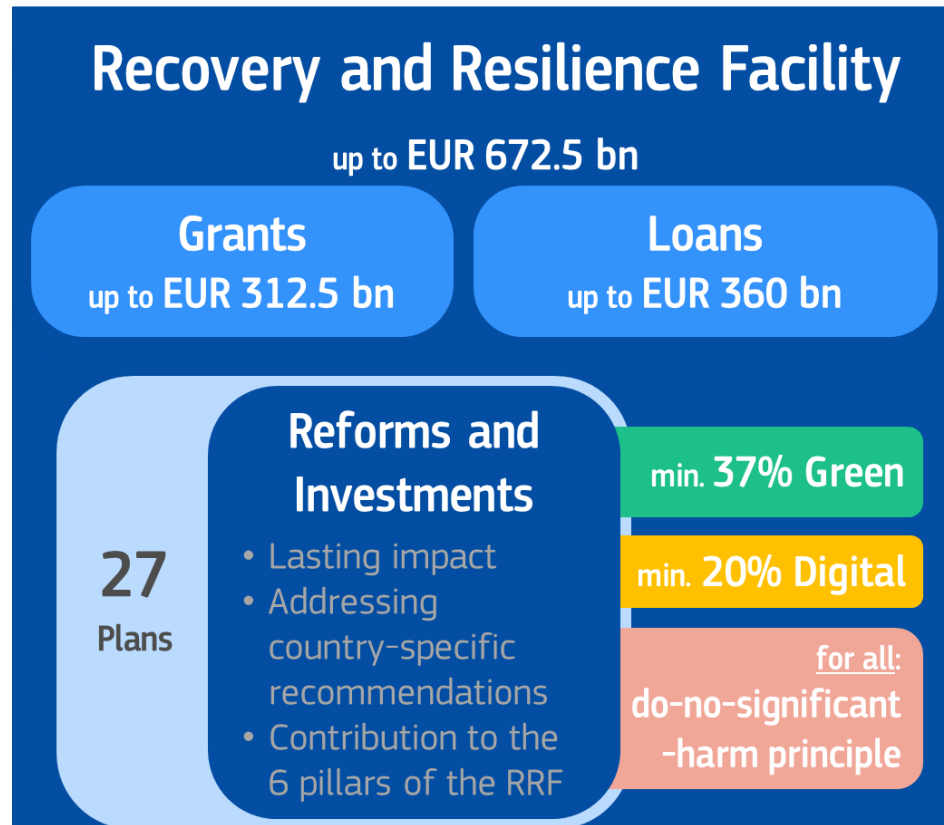 Recovery and Resilience Facility
up to EUR 672.5 bn
Grants
up to EUR 312.5 bn
Loans
up to EUR 360 bn
27
Plans
Reforms and
Investments
• Lasting impact
• Addressing
country-specific
recommendations
• Contribution to the
6 pillars of the RRF
min. 37% Green
min. 20% Digital
for all:
do-no-significant
-harm principle